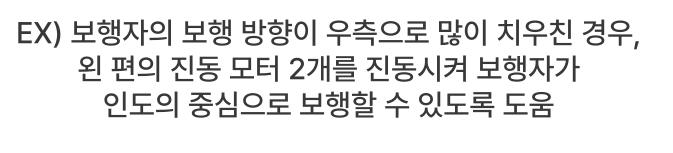 EX) 보행자의 보행 방향이 우측으로 많이 치우친 경우,
왼 편의 진동 모터 2개를 진동시켜 보행자가
인도의 중심으로 보행할 수 있도록 도움